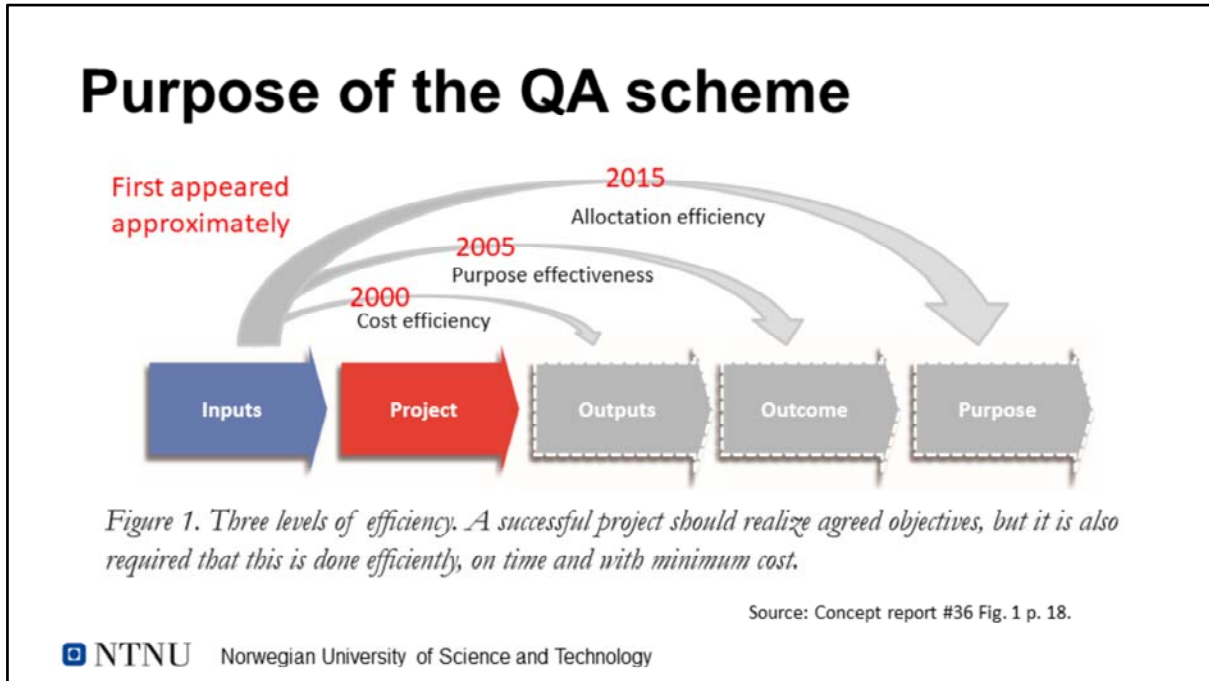 Purpose of the QA scheme
First appeared
approximately
2015
Alloctation efficiency
2005
Purpose effectiveness
2000
Cost efficiency
Inputs
Project
Outputs
Outcome
Purpose
Figure 1. Three levels of efficiency. A successful project should realize agreed objectives, but it is also
required that this is done efficiently, on time and with minimum cost.
Source: Concept report #36 Fig. 1 p. 18.
NTNU Norwegian University of Science and Technology